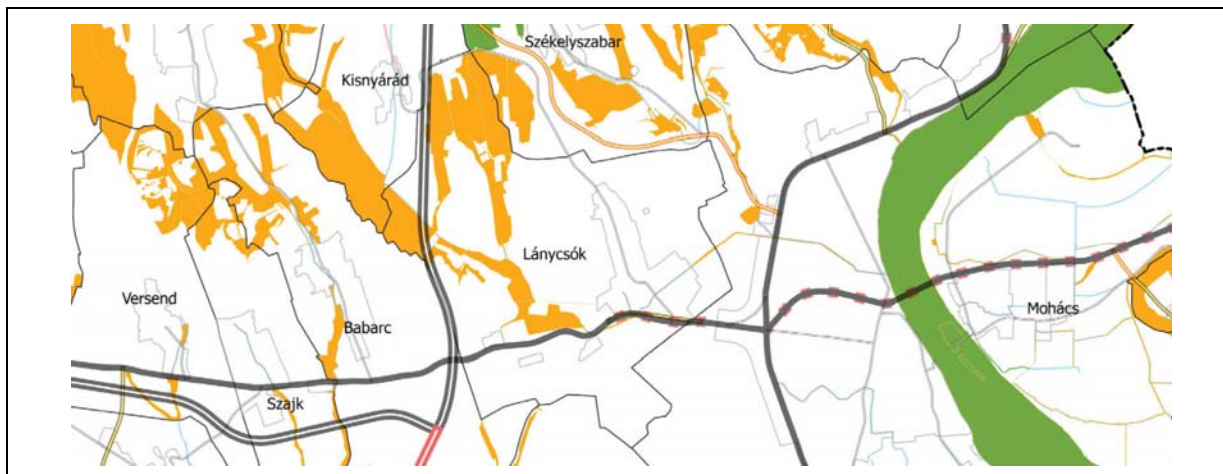 Székelyszabar
Kisnyárád
Lánycsók
Versend
Babarc
Mohács
Szajk